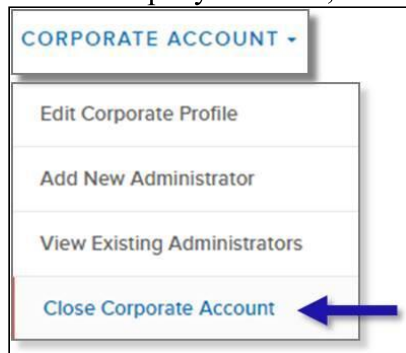 CORPORATE ACCOUNT
Edit Corporate Profile
Add New Administrator
View Existing Administrators
Close Corporate Account